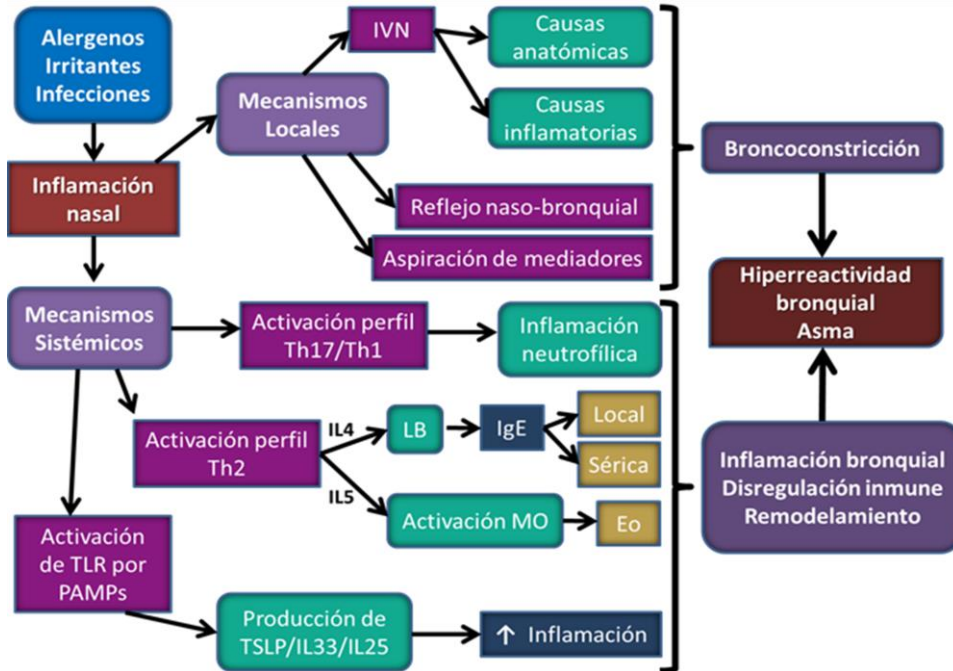 Alergenos
Irritantes
Infecciones
Inflamación
nasal
Mecanismos
Locales
IVN
Causas
anatómicas
Causas
inflamatorias
Reflejo naso-bronquial
Aspiración de mediadores
Broncoconstricción
Hiperreactividad
bronquial
Asma
Mecanismos
Sistémicos
Activación perfil
Th17/Th1
Inflamación
neutrofílica
Activación perfil
Th2
IL4
LB
IgE
Local
Sérica
IL5
Activación MO
Eo
Inflamación bronquial
Disregulación inmune
Remodelamiento
Activación
de TLR por
PAMPs
Producción de
TSLP/IL33/IL25
↑ Inflamación